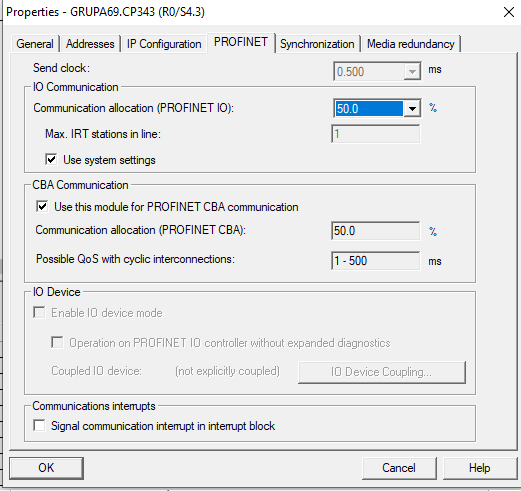 Properties - GRUPA69.CP343 (R0/S4.3)
General Addresses IP Configuration PROFINET Synchronization Media redundancy
Send clock: 0.500 ms
IO Communication
Communication allocation (PROFINET IO): 50.0 %
Max. IRT stations in line: 1
Use system settings
CBA Communication
Use this module for PROFINET CBA communication
Communication allocation (PROFINET CBA): 50.0 %
Possible QoS with cyclic interconnections: 1 - 500 ms
IO Device
Enable IO device mode
Operation on PROFINET IO controller without expanded diagnostics
Coupled IO device: (not explicitly coupled) IO Device Coupling...
Communications interrupts
Signal communication interrupt in interrupt block
OK Cancel Help